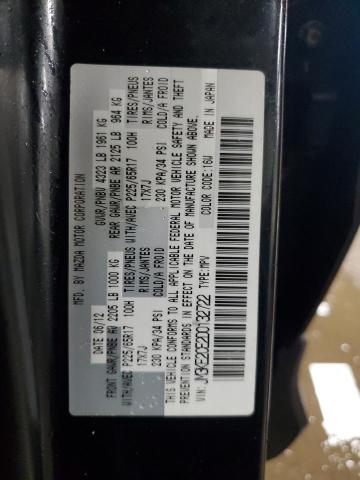 MFD. BY MAZDA MOTOR CORPORATION
DATE 06/12 GVWR/PNBV 4323 LB 1961 KG
FRONT GAWR/PNBE AV 2205 LB 1000 KG REAR GAWR/PNBE AR 2125 LB 964 KG
WITH/AVEC P225/65R17 100H TIRES/PNEUS WITH/AVEC P225/65R17 100H TIRES/PNEUS
17X7J RIMS/JANTES 17X7J RIMS/JANTES
230 KPA/34 PSI COLD/A FROID 230 KPA/34 PSI COLD/A FROID
THIS VEHICLE CONFORMS TO ALL APPLICABLE FEDERAL MOTOR VEHICLE SAFETY AND THEFT
PREVENTION STANDARDS IN EFFECT ON THE DATE OF MANUFACTURE SHOWN ABOVE.
TYPE:MPV COLOR CODE:16W MADE IN JAPAN
VIN: